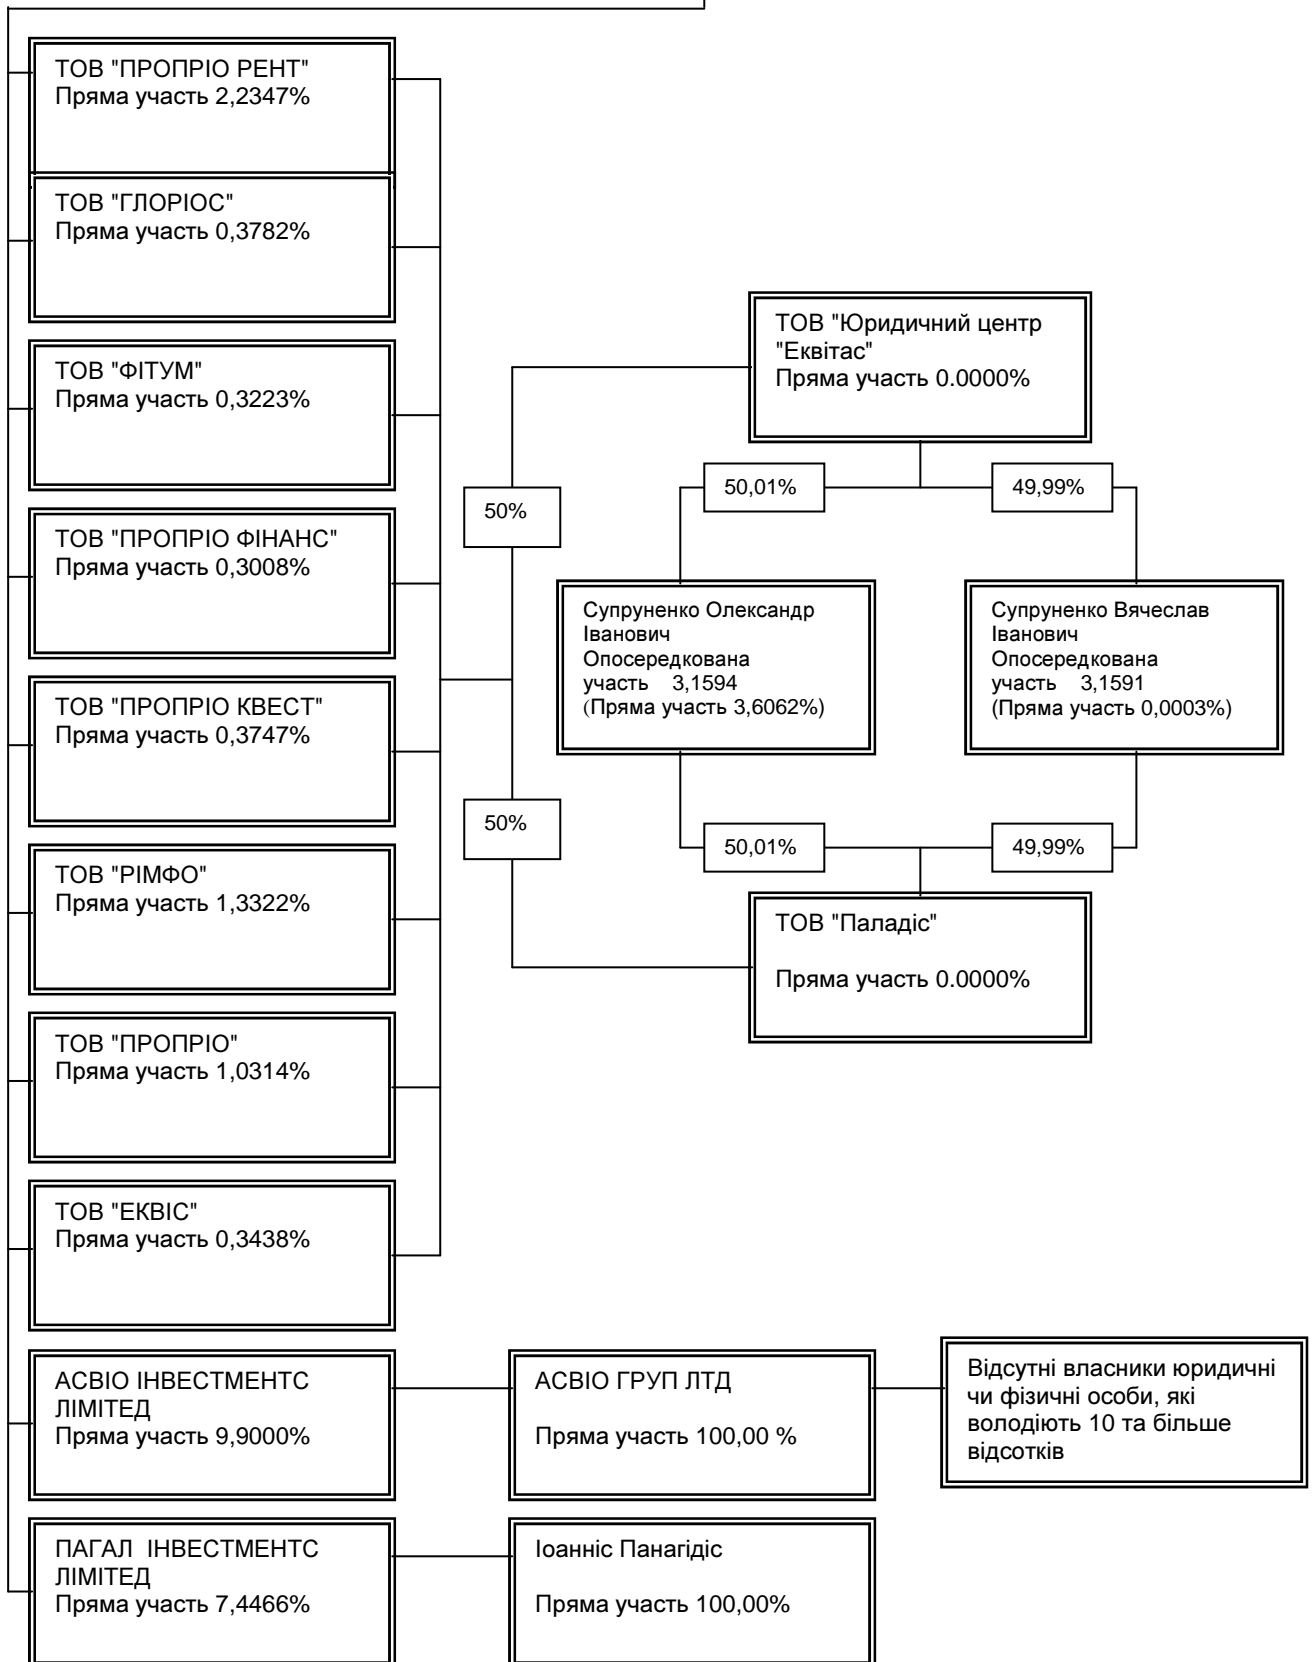 ТОВ "ПРОПРІО РЕНТ"
Пряма участь 2,2347%
ТОВ "ГЛОРІОС"
Пряма участь 0,3782%
ТОВ "ФІТУМ"
Пряма участь 0,3223%
ТОВ "ПРОПРІО ФІНАНС"
Пряма участь 0,3008%
ТОВ "ПРОПРІО КВЕСТ"
Пряма участь 0,3747%
ТОВ "РІМФО"
Пряма участь 1,3322%
ТОВ "ПРОПРІО"
Пряма участь 1,0314%
ТОВ "ЕКВІС"
Пряма участь 0,3438%
50%
50%
ТОВ "Юридичний центр
"Еквітас"
Пряма участь 0.0000%
50,01%
49,99%
Супруненко Олександр
Іванович
Опосередкована
участь 3,1594
(Пряма участь 3,6062%)
Супруненко Вячеслав
Іванович
Опосередкована
участь 3,1591
(Пряма участь 0,0003%)
50,01%
49,99%
ТОВ "Паладіс"
Пряма участь 0.0000%
АСВІО ІНВЕСТМЕНТС
ЛІМІТЕД
Пряма участь 9,9000%
АСВІО ГРУП ЛТД
Пряма участь 100,00 %
Відсутні власники юридичні
чи фізичні особи, які
володіють 10 та більше
відсотків
ПАГАЛ ІНВЕСТМЕНТС
ЛІМІТЕД
Пряма участь 7,4466%
Іоанніс Панагідіс
Пряма участь 100,00%